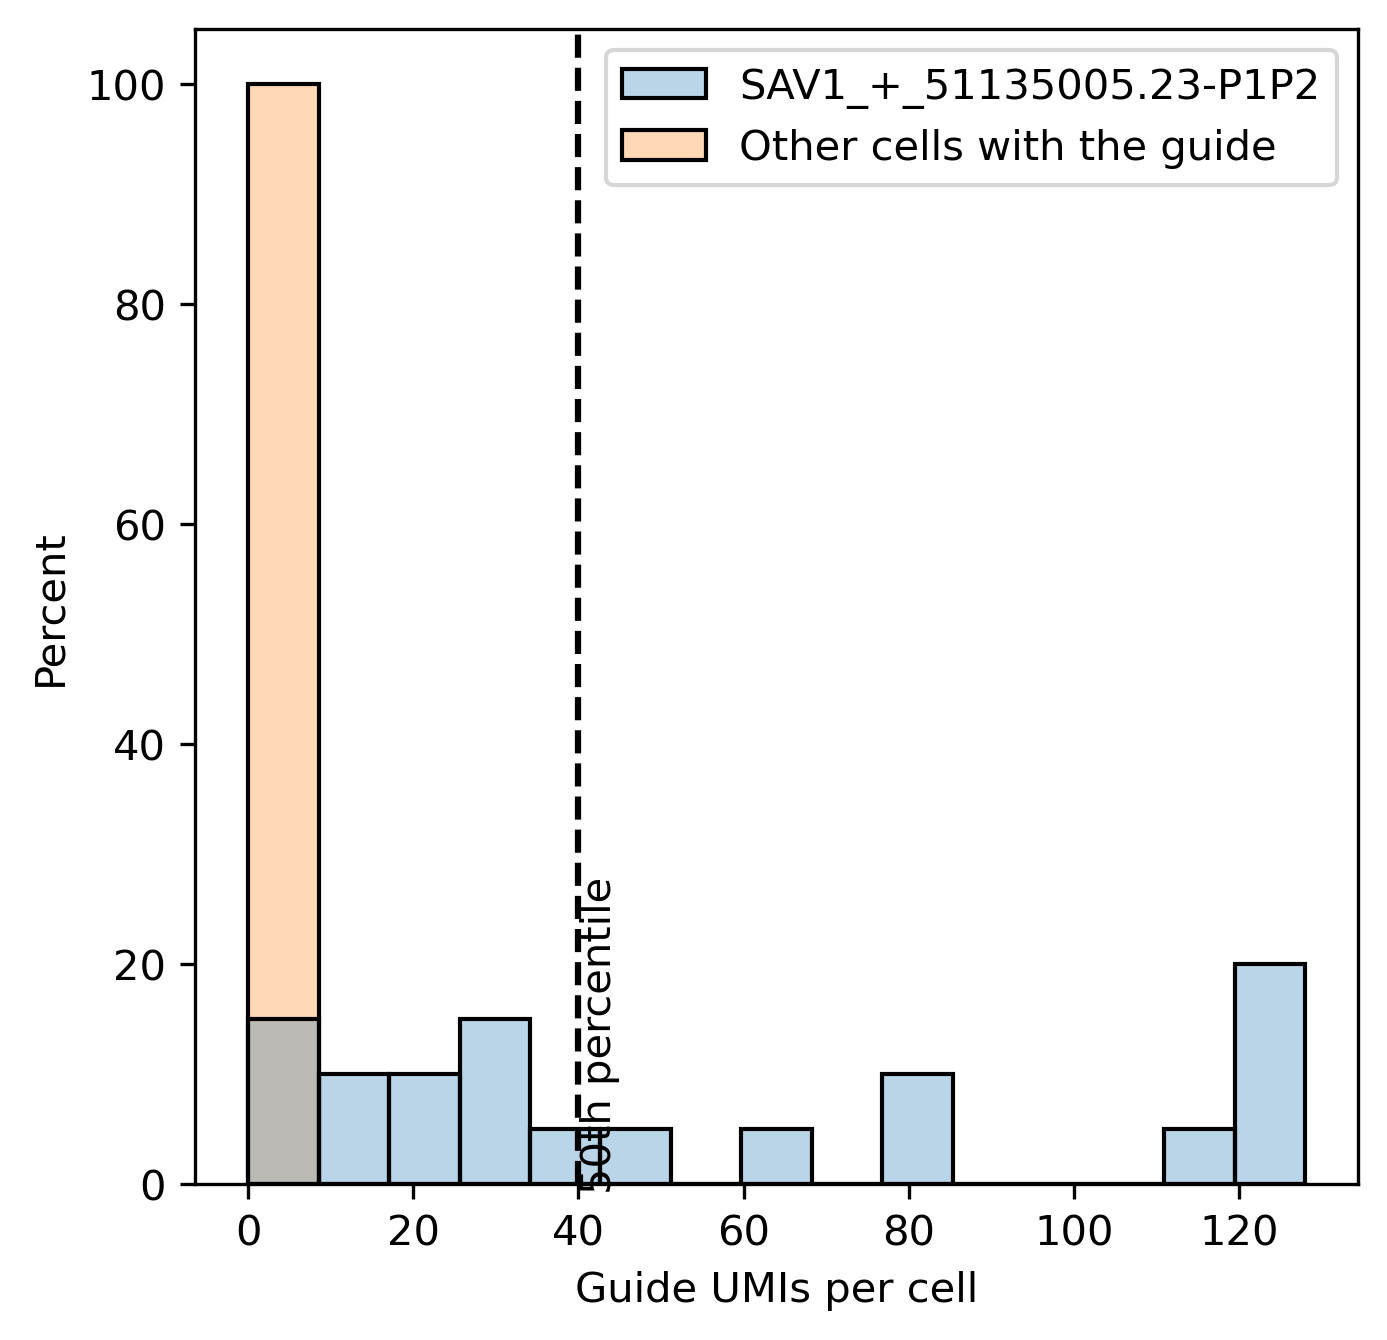 SAV1_+_51135005.23-P1P2
Other cells with the guide
100
80
60
40
20
0
Percent
50th percentile
0 20 40 60 80 100 120
Guide UMIs per cell